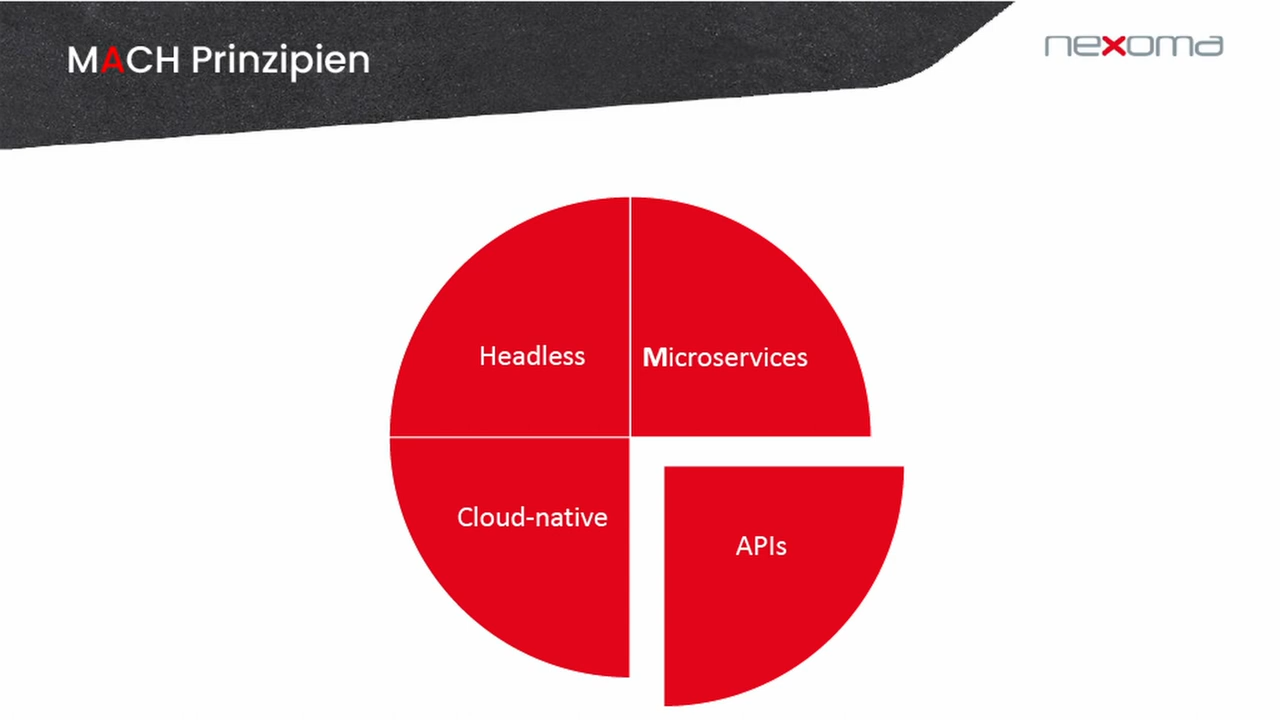 MACH Prinzipien
nexoma
Headless
Microservices
Cloud-native
APIs